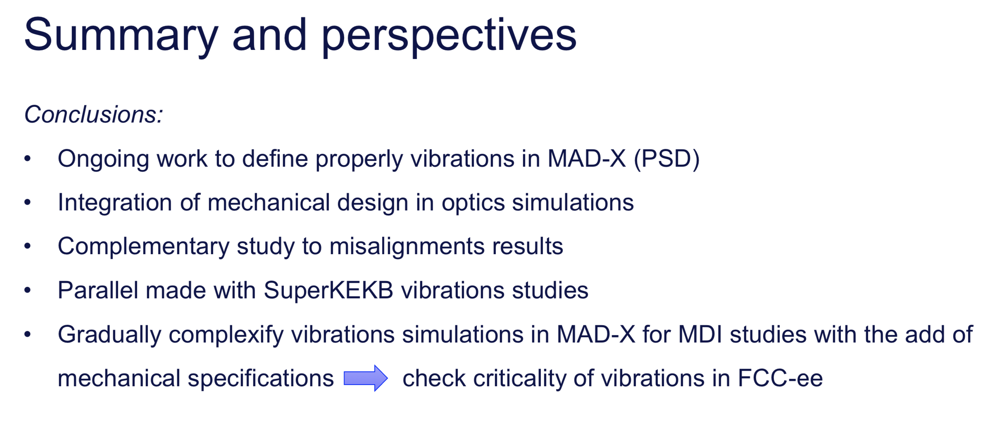 Summary and perspectives
Conclusions:
• Ongoing work to define properly vibrations in MAD-X (PSD)
• Integration of mechanical design in optics simulations
• Complementary study to misalignments results
• Parallel made with SuperKEKB vibrations studies
• Gradually complexify vibrations simulations in MAD-X for MDI studies with the add of
mechanical specifications check criticality of vibrations in FCC-ee